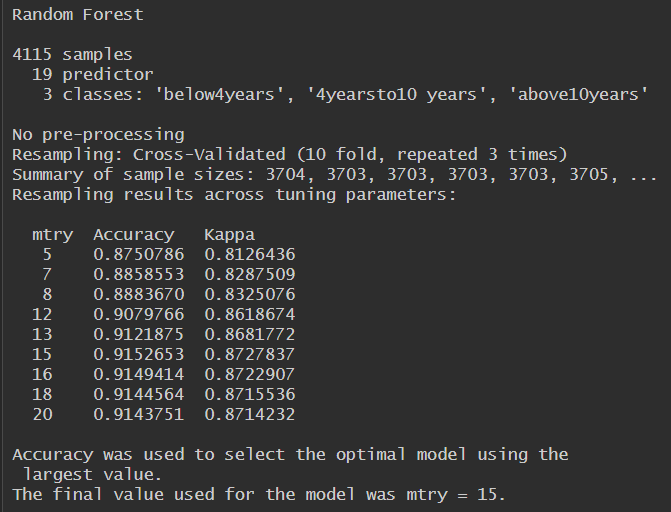 Random Forest
4115 samples
19 predictor
3 classes: 'below4years', '4yearsto10 years', 'above10years'
No pre-processing
Resampling: Cross-Validated (10 fold, repeated 3 times)
Summary of sample sizes: 3704, 3703, 3703, 3703, 3703, 3705, ...
Resampling results across tuning parameters:
mtry Accuracy Kappa
5 0.8750786 0.8126436
7 0.8858553 0.8287509
8 0.8883670 0.8325076
12 0.9079766 0.8618674
13 0.9121875 0.8681772
15 0.9152653 0.8727837
16 0.9149414 0.8722907
18 0.9144564 0.8715536
20 0.9143751 0.8714232
Accuracy was used to select the optimal model using the
largest value.
The final value used for the model was mtry = 15.